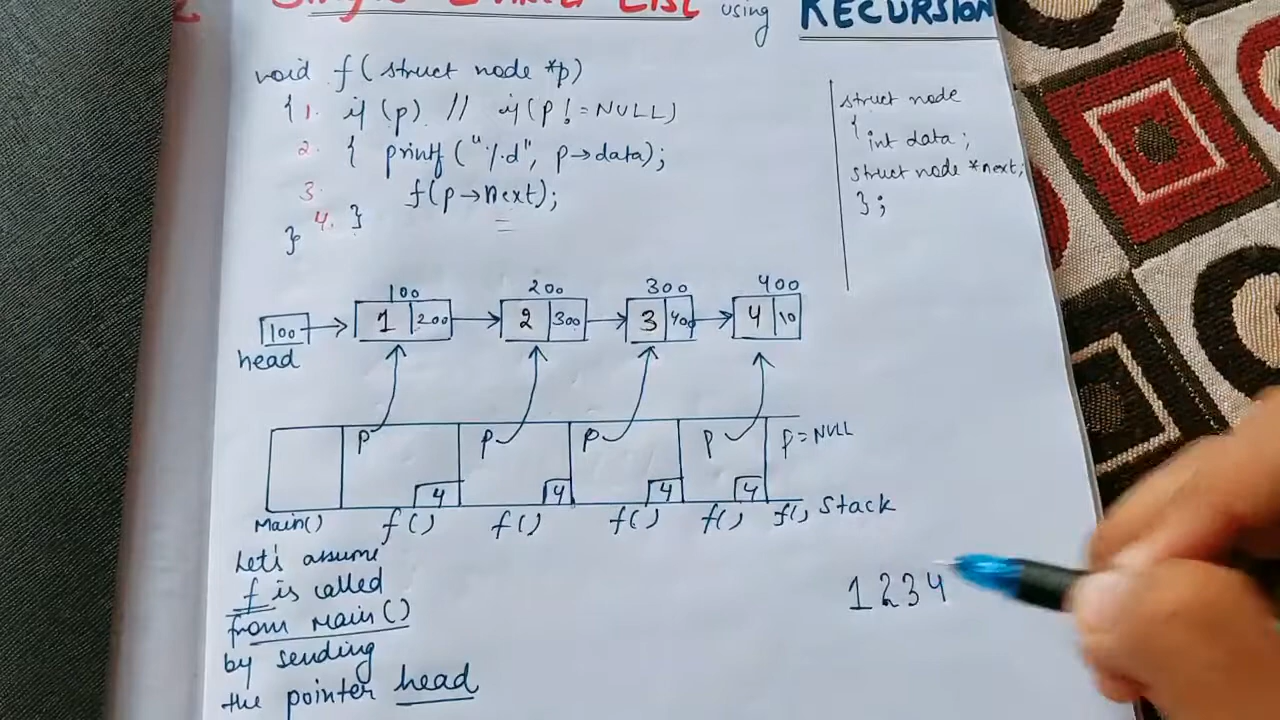 Single Linked List using RECURSION
void f( struct node *p)
{ 1. if (p) // if (p != NULL)
2. { printf ("%d", p→data);
3. f(p→next);
4. }
}
struct node
{
int data;
struct node *next;
};
100 200 300 400
100 1 200 2 300 3 400 4 10
head
p p p p p = NULL
4 4 4 4
Main() f() f() f() f() f() Stack
Let's assume
f is called
from Main()
by sending
the pointer head
1 2 3 4